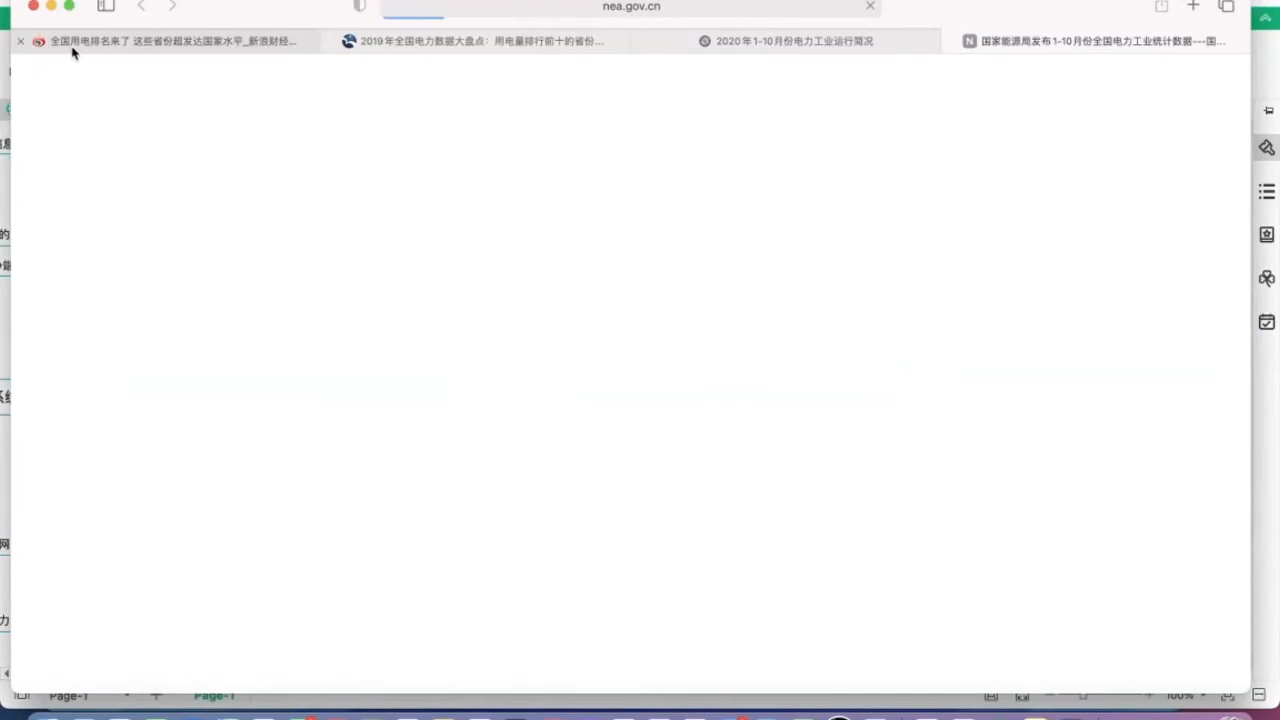 nea.gov.cn
全国用电排名来了 这些省份超发达国家水平_新浪财经...
2019年全国电力数据大盘点：用电量排行前十的省份...
2020年1-10月份电力工业运行简况
国家能源局发布1-10月份全国电力工业统计数据---国...
的
网
力
Page-1
Page-1
100%